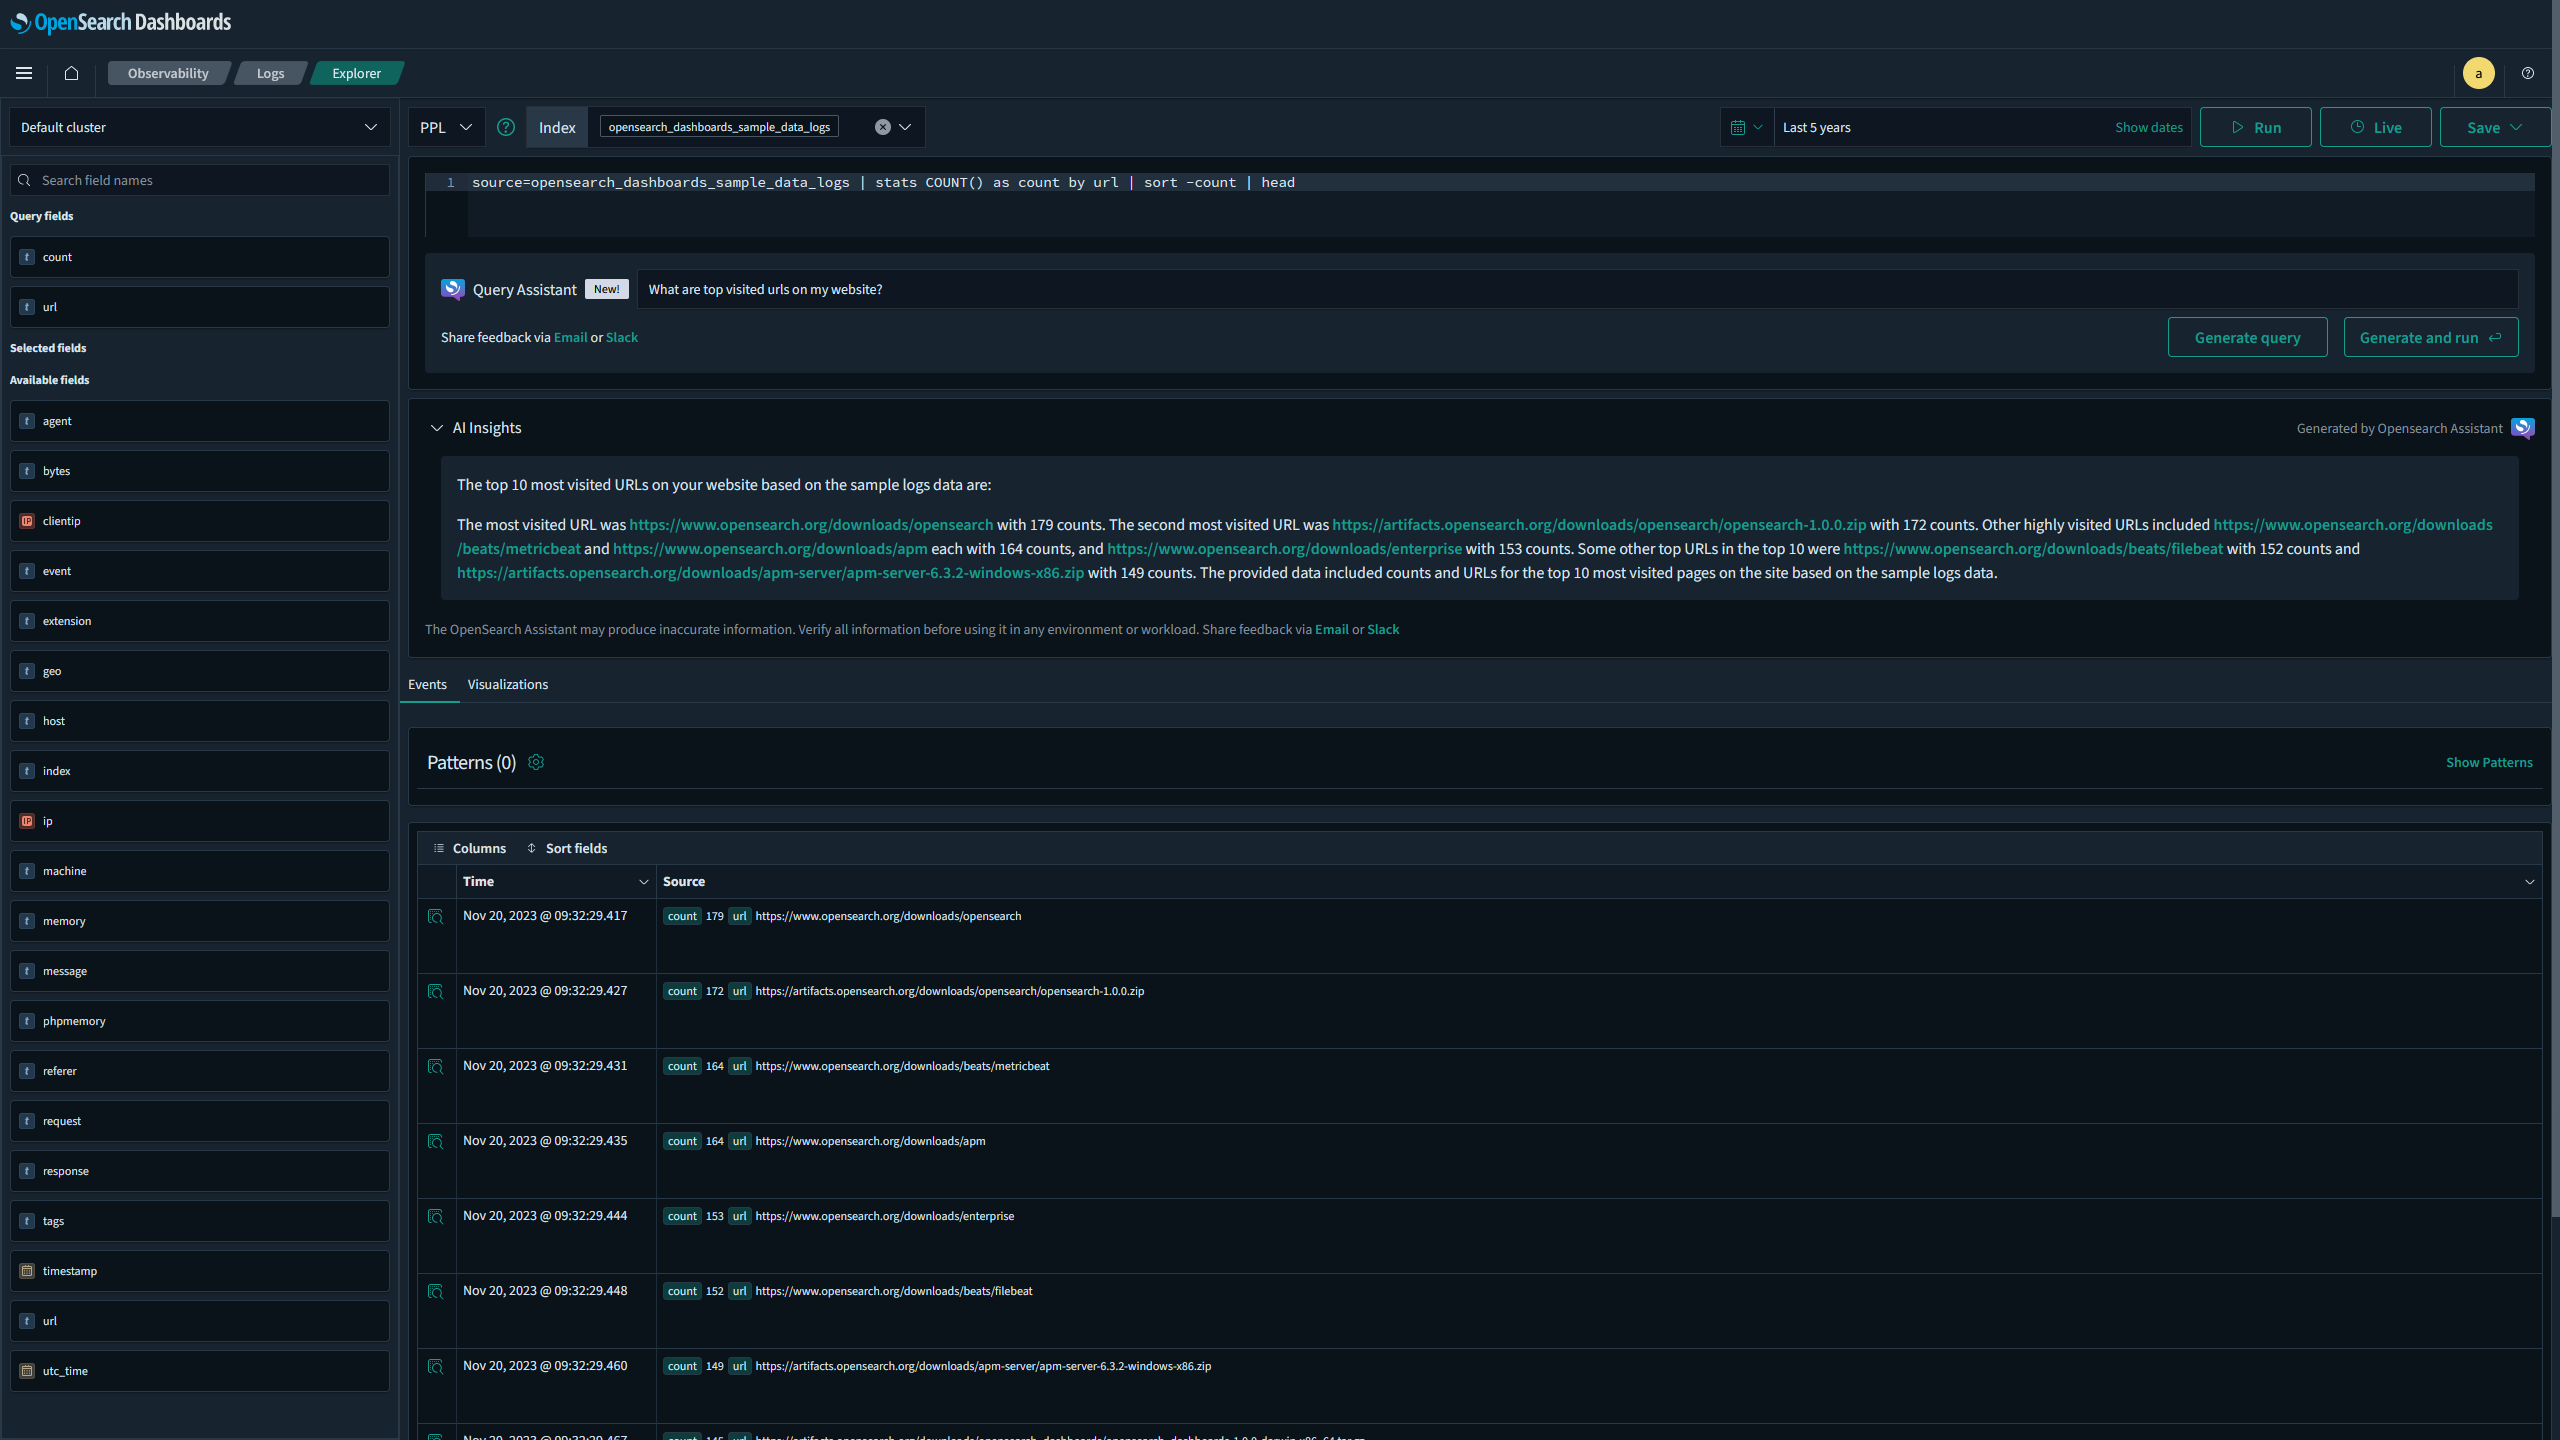 OpenSearch Dashboards
Observability Logs Explorer
a
Default cluster
PPL Index opensearch_dashboards_sample_data_logs
Last 5 years Show dates Run Live Save
Search field names
Query fields
count
url
Selected fields
Available fields
agent
bytes
clientip
event
extension
geo
host
index
ip
machine
memory
message
phpmemory
referer
request
response
tags
timestamp
url
utc_time
1 source=opensearch_dashboards_sample_data_logs | stats COUNT() as count by url | sort -count | head
Query Assistant New! What are top visited urls on my website?
Share feedback via Email or Slack
Generate query Generate and run
AI Insights
Generated by Opensearch Assistant
The top 10 most visited URLs on your website based on the sample logs data are:
The most visited URL was https://www.opensearch.org/downloads/opensearch with 179 counts. The second most visited URL was https://artifacts.opensearch.org/downloads/opensearch/opensearch-1.0.0.zip with 172 counts. Other highly visited URLs included https://www.opensearch.org/downloads
/beats/metricbeat and https://www.opensearch.org/downloads/apm each with 164 counts, and https://www.opensearch.org/downloads/enterprise with 153 counts. Some other top URLs in the top 10 were https://www.opensearch.org/downloads/beats/filebeat with 152 counts and
https://artifacts.opensearch.org/downloads/apm-server/apm-server-6.3.2-windows-x86.zip with 149 counts. The provided data included counts and URLs for the top 10 most visited pages on the site based on the sample logs data.
The OpenSearch Assistant may produce inaccurate information. Verify all information before using it in any environment or workload. Share feedback via Email or Slack
Events Visualizations
Patterns (0)
Show Patterns
Columns Sort fields
Time Source
Nov 20, 2023 @ 09:32:29.417 count 179 url https://www.opensearch.org/downloads/opensearch
Nov 20, 2023 @ 09:32:29.427 count 172 url https://artifacts.opensearch.org/downloads/opensearch/opensearch-1.0.0.zip
Nov 20, 2023 @ 09:32:29.431 count 164 url https://www.opensearch.org/downloads/beats/metricbeat
Nov 20, 2023 @ 09:32:29.435 count 164 url https://www.opensearch.org/downloads/apm
Nov 20, 2023 @ 09:32:29.444 count 153 url https://www.opensearch.org/downloads/enterprise
Nov 20, 2023 @ 09:32:29.448 count 152 url https://www.opensearch.org/downloads/beats/filebeat
Nov 20, 2023 @ 09:32:29.460 count 149 url https://artifacts.opensearch.org/downloads/apm-server/apm-server-6.3.2-windows-x86.zip